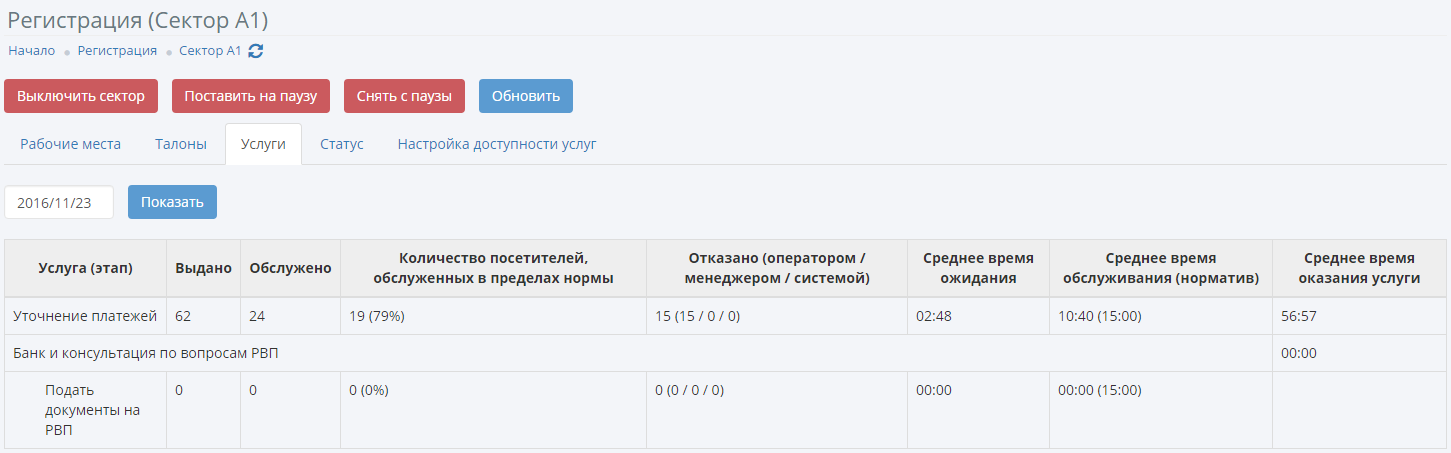 Регистрация (Сектор А1)
Начало Регистрация Сектор А1
Выключить сектор Поставить на паузу Снять с паузы Обновить
Рабочие места Талоны Услуги Статус Настройка доступности услуг
2016/11/23 Показать
Услуга (этап) Выдано Обслужено Количество посетителей, обслуженных в пределах нормы Отказано (оператором / менеджером / системой) Среднее время ожидания Среднее время обслуживания (норматив) Среднее время оказания услуги
Уточнение платежей 62 24 19 (79%) 15 (15 / 0 / 0) 02:48 10:40 (15:00) 56:57
Банк и консультация по вопросам РВП 00:00
Подать документы на РВП 0 0 0 (0%) 0 (0 / 0 / 0) 00:00 00:00 (15:00)